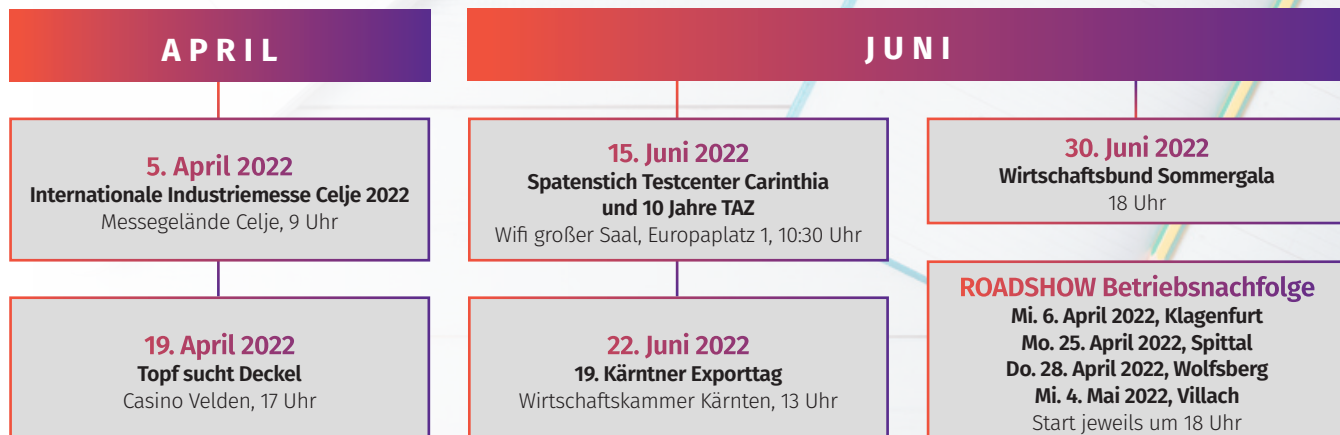 APRIL
5. April 2022
Internationale Industriemesse Celje 2022
Messegelände Celje, 9 Uhr
19. April 2022
Topf sucht Deckel
Casino Velden, 17 Uhr
JUNI
15. Juni 2022
Spatenstich Testcenter Carinthia
und 10 Jahre TAZ
Wifi großer Saal, Europaplatz 1, 10:30 Uhr
22. Juni 2022
19. Kärntner Exporttag
Wirtschaftskammer Kärnten, 13 Uhr
30. Juni 2022
Wirtschaftsbund Sommergala
18 Uhr
ROADSHOW Betriebsnachfolge
Mi. 6. April 2022, Klagenfurt
Mo. 25. April 2022, Spittal
Do. 28. April 2022, Wolfsberg
Mi. 4. Mai 2022, Villach
Start jeweils um 18 Uhr